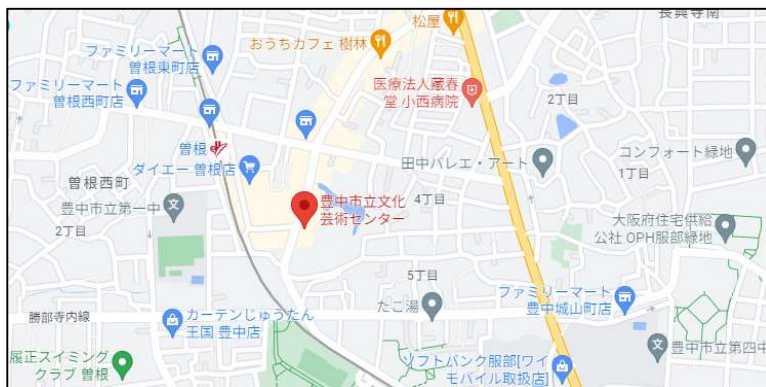 松屋
長興寺南
おうちカフェ 樹林
ファミリーマート
曽根東町店
医療法人藏春
堂 小西病院
ファミリーマート
曽根西町店
2丁目
曽根
ダイエー 曽根店
田中バレエ・アート
コンフォート緑地
1丁目
曽根西町
豊中市立第一中
4丁目
豊中市立文化
芸術センター
2丁目
大阪府住宅供給
公社 OPH服部緑地
5丁目
たこ湯
ファミリーマート
豊中城山町店
勝部寺内線
カーテンじゅうたん
王国 豊中店
履正スイミング
クラブ 曽根
ソフトバンク服部[ワイ
モバイル取扱店]
豊中市立第四中